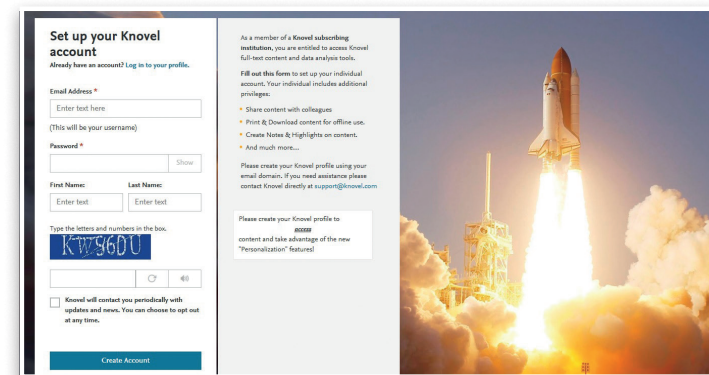 Set up your Knovel
account
Already have an account? Log in to your profile.
Email Address *
Enter text here
(This will be your username)
Password *
Show
First Name: Last Name:
Enter text Enter text
Type the letters and numbers in the box.
KW96DU
Knovel will contact you periodically with
updates and news. You can choose to opt out
at any time.
Create Account
As a member of a Knovel subscribing
institution, you are entitled to access Knovel
full-text content and data analysis tools.
Fill out this form to set up your individual
account. Your individual includes additional
privileges:
• Share content with colleagues
• Print & Download content for offline use.
• Create Notes & Highlights on content.
• And much more....
Please create your Knovel profile using your
email domain. If you need assistance please
contact Knovel directly at support@knovel.com
Please create your Knovel profile to
access
content and take advantage of the new
"Personalization" features!